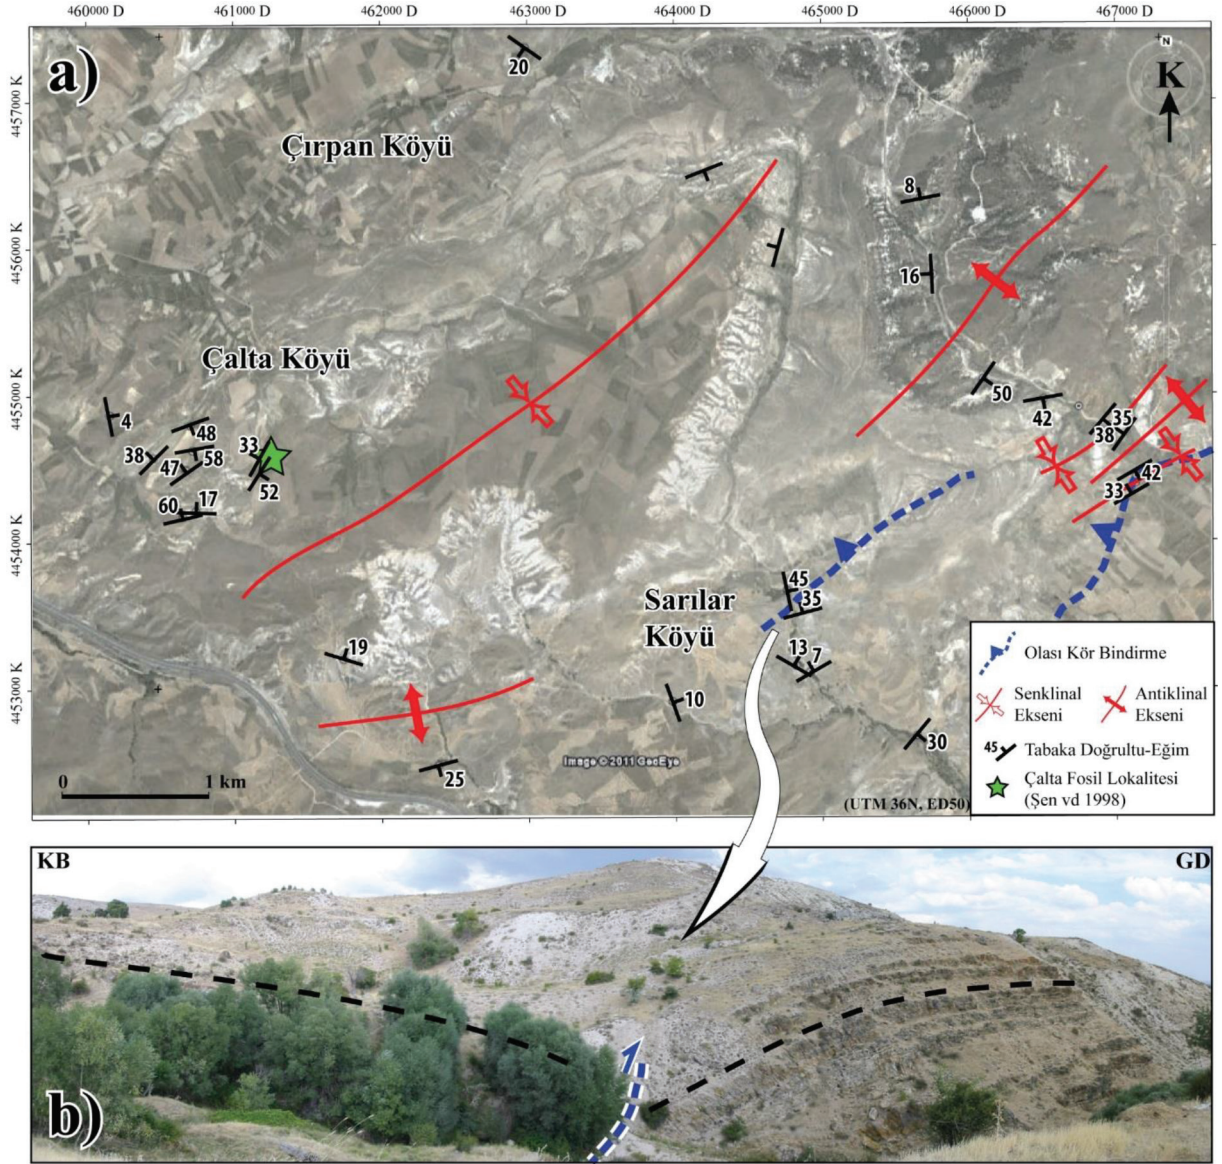 460000 D
461000 D
462000 D
463000 D
464000 D
465000 D
466000 D
467000 D
a)
N
K
20
4457000 K
Çırpan Köyü
8
4456000 K
16
Çalta Köyü
4455000 K
50
4
48
42
35
38
33
38
58
47
42
52
17
33
60
4454000 K
45
Sarılar
35
Köyü
19
13
7
4453000 K
10
30
25
Image © 2011 GeoEye
0
1 km
(UTM 36N, ED50)
Olası Kör Bindirme
Senklinal
Ekseni
Antiklinal
Ekseni
45
Tabaka Doğrultu-Eğim
Çalta Fosil Lokalitesi
(Şen vd 1998)
KB
GD
b)